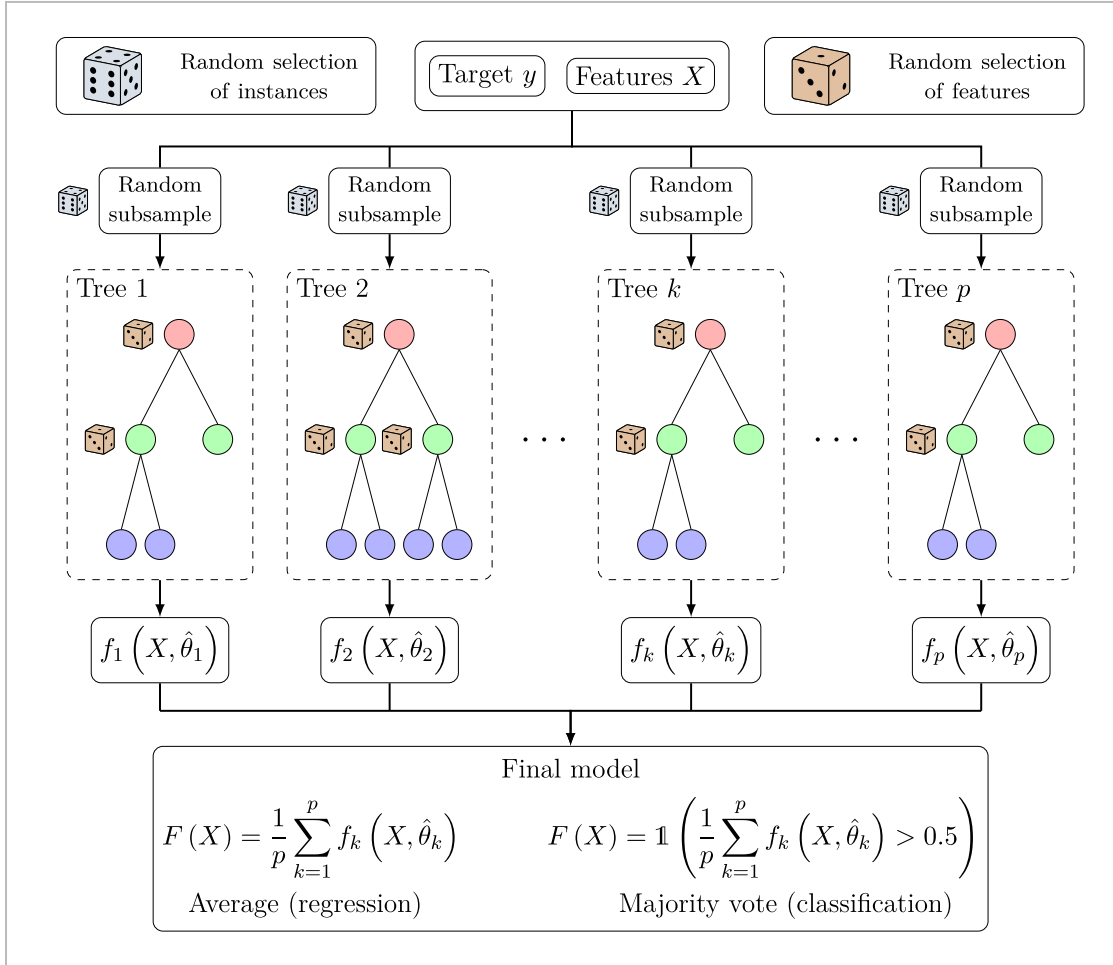 Random selection
of instances
Target y
Features X
Random selection
of features
Random
subsample
Random
subsample
Random
subsample
Random
subsample
Tree 1
Tree 2
Tree k
Tree p
· · ·
· · ·
f₁ (X, θ̂₁)
f₂ (X, θ̂₂)
fₖ (X, θ̂ₖ)
fₚ (X, θ̂ₚ)
Final model
F (X) = 1/p ∑_{k=1}^{p} fₖ (X, θ̂ₖ)
F (X) = 𝟙 (1/p ∑_{k=1}^{p} fₖ (X, θ̂ₖ) > 0.5)
Average (regression)
Majority vote (classification)